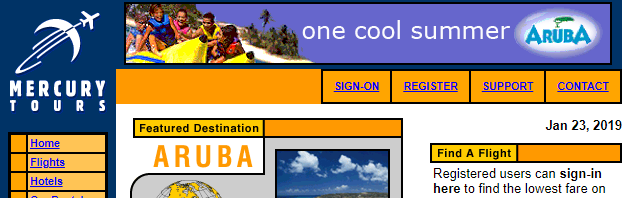 one cool summer
ARUBA
MERCURY
TOURS
SIGN-ON
REGISTER
SUPPORT
CONTACT
Home
Flights
Hotels
Jan 23, 2019
Featured Destination
ARUBA
Find A Flight
Registered users can sign-in
here to find the lowest fare on